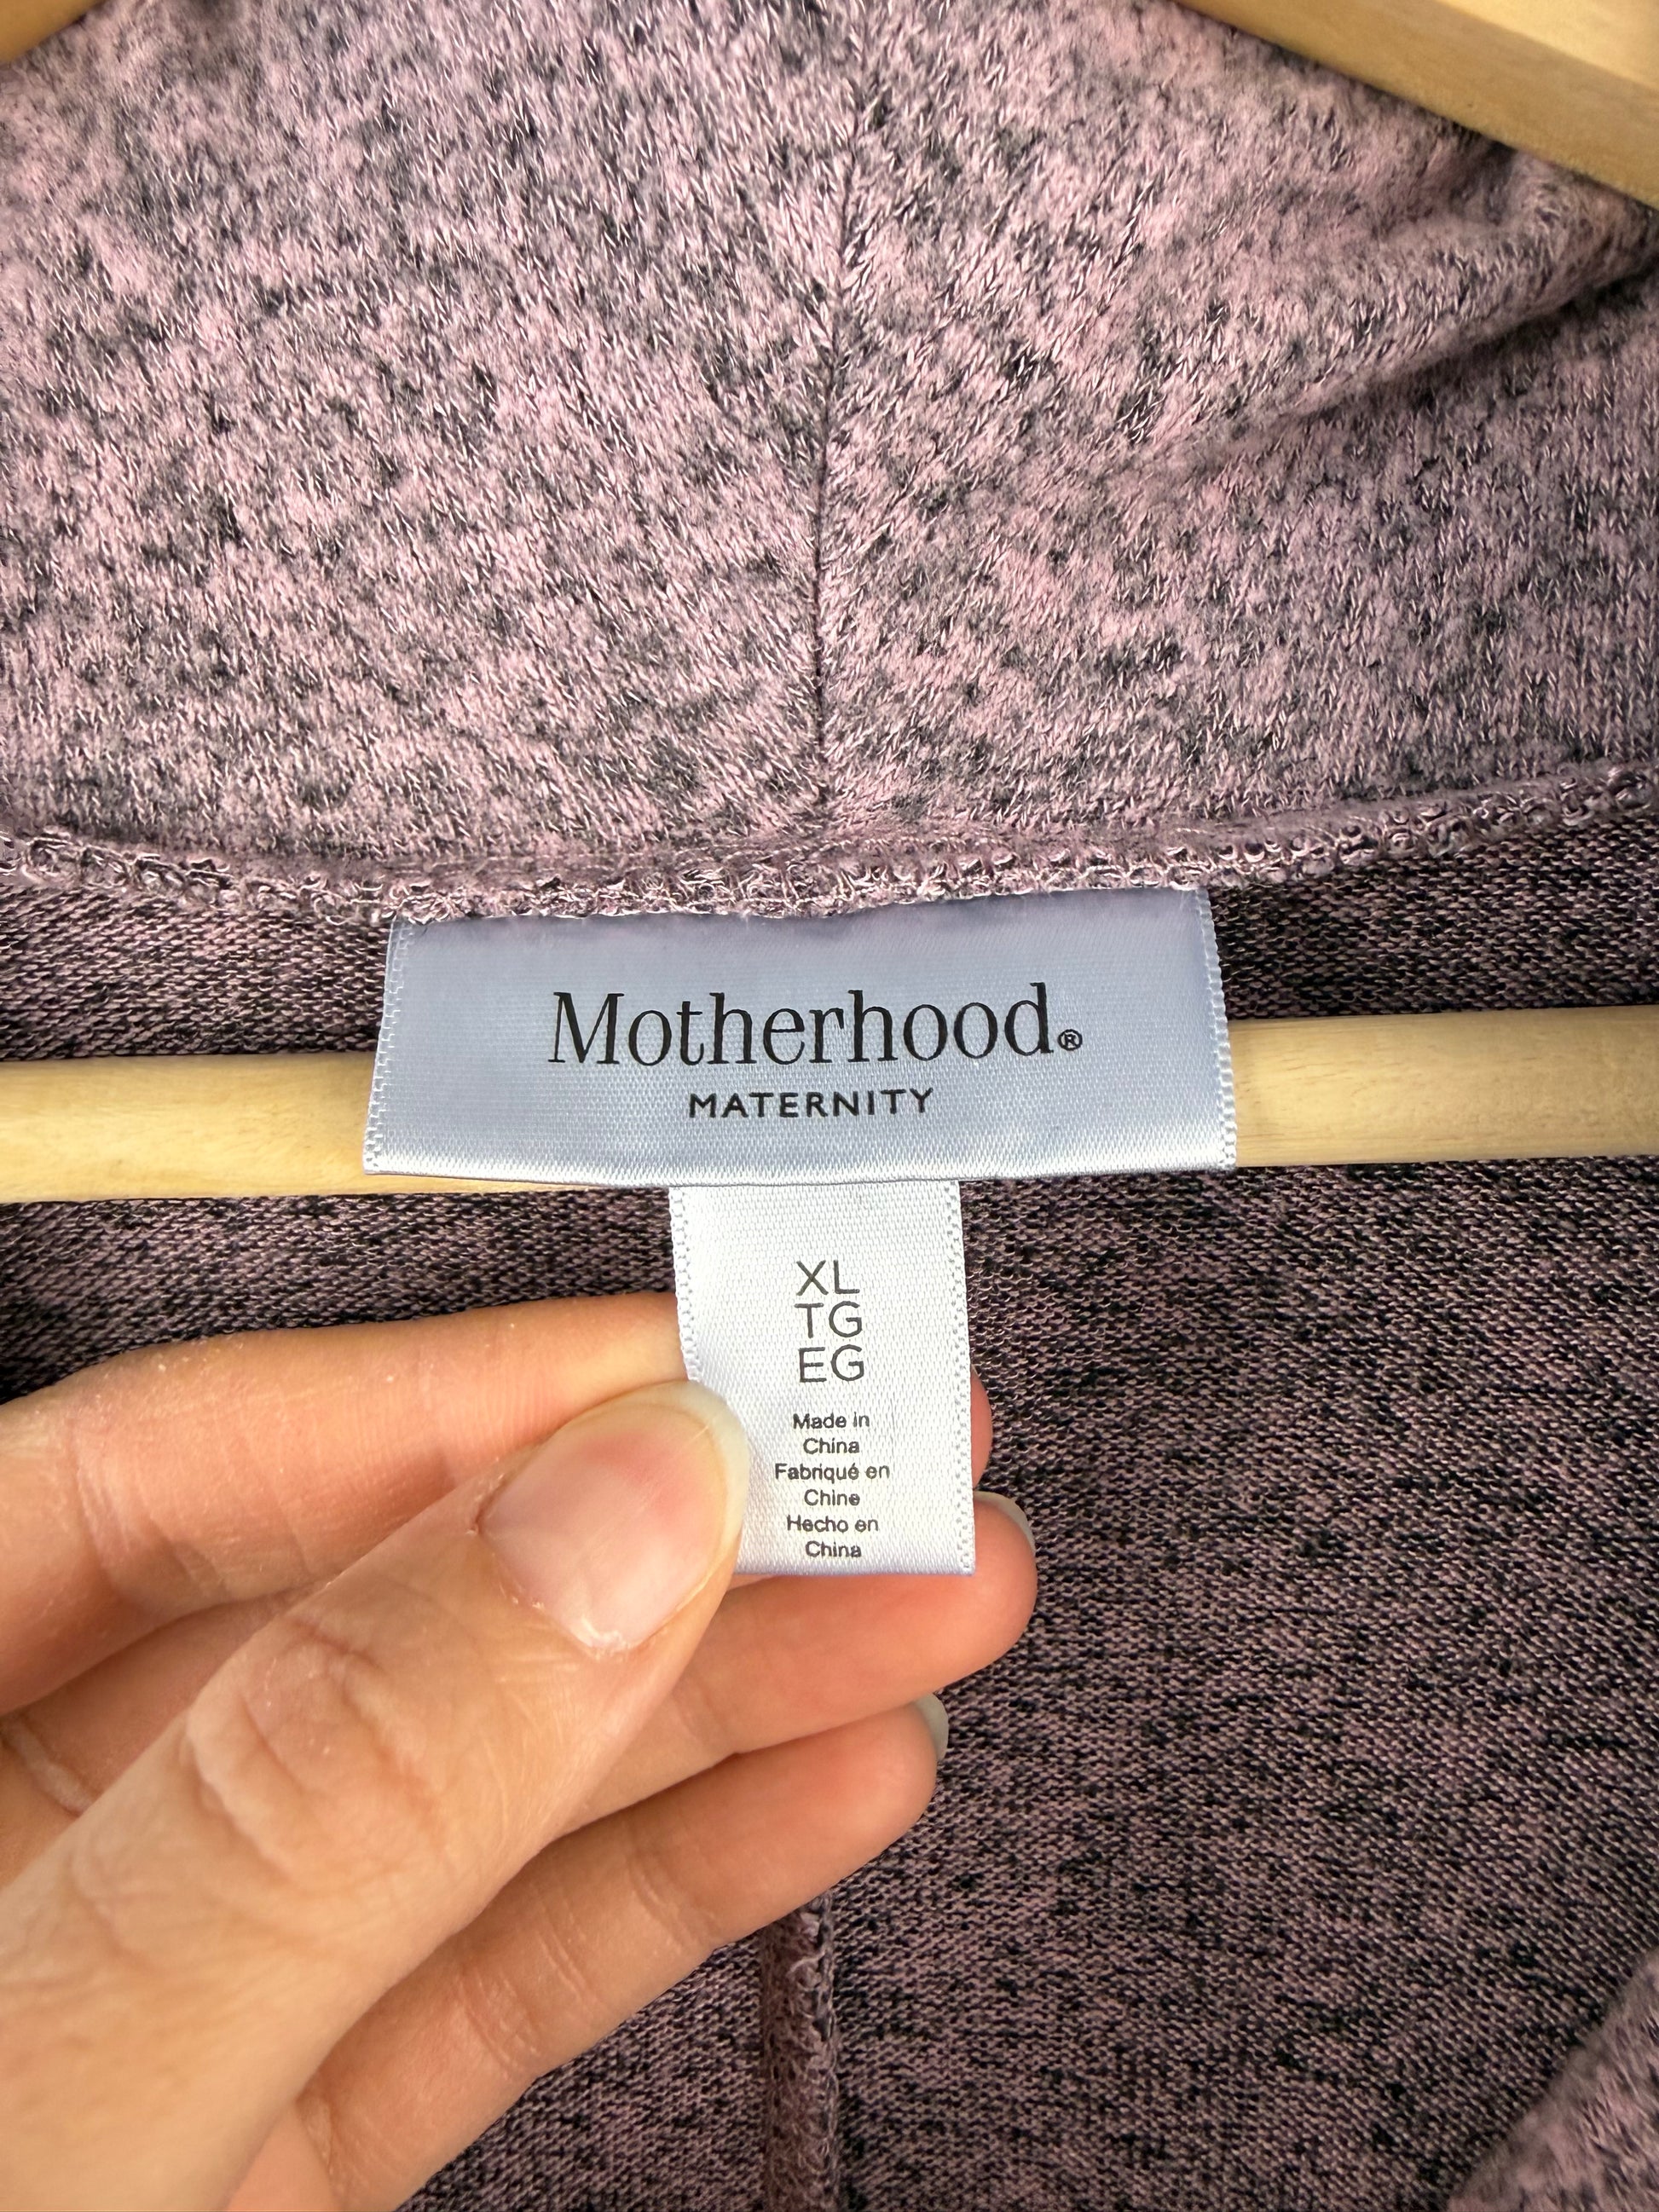 Motherhood®
MATERNITY
XL
TG
EG
Made in
China
Fabriqué en
Chine
Hecho en
China